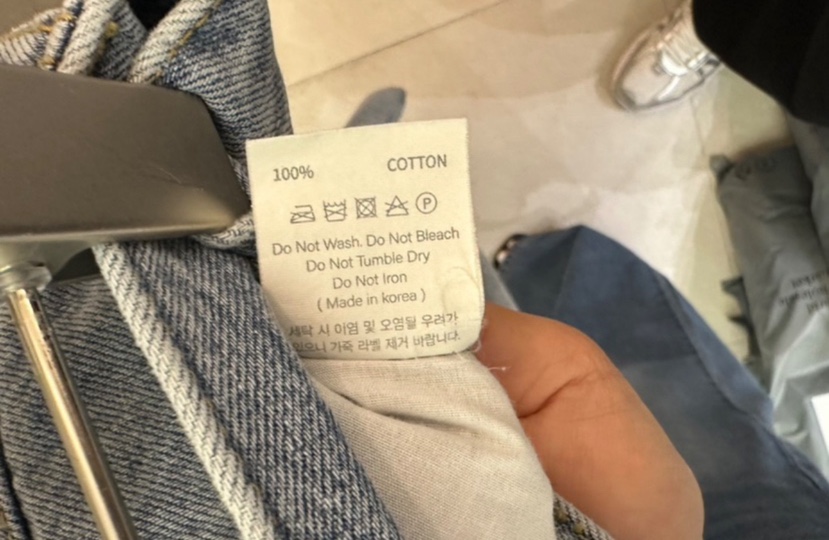 100% COTTON
P
Do Not Wash. Do Not Bleach
Do Not Tumble Dry
Do Not Iron
( Made in korea )
세탁 시 이염 및 오염될 우려가
있으니 가죽 라벨 제거 바랍니다.